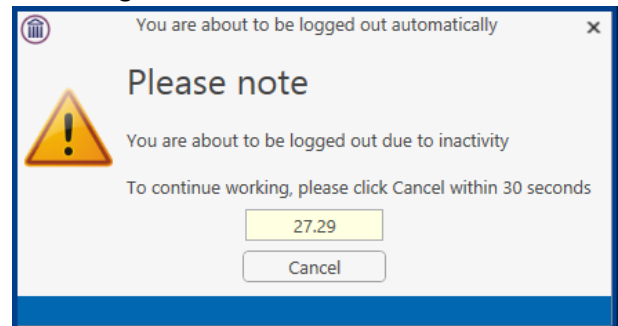 You are about to be logged out automatically
Please note
You are about to be logged out due to inactivity
To continue working, please click Cancel within 30 seconds
27.29
Cancel